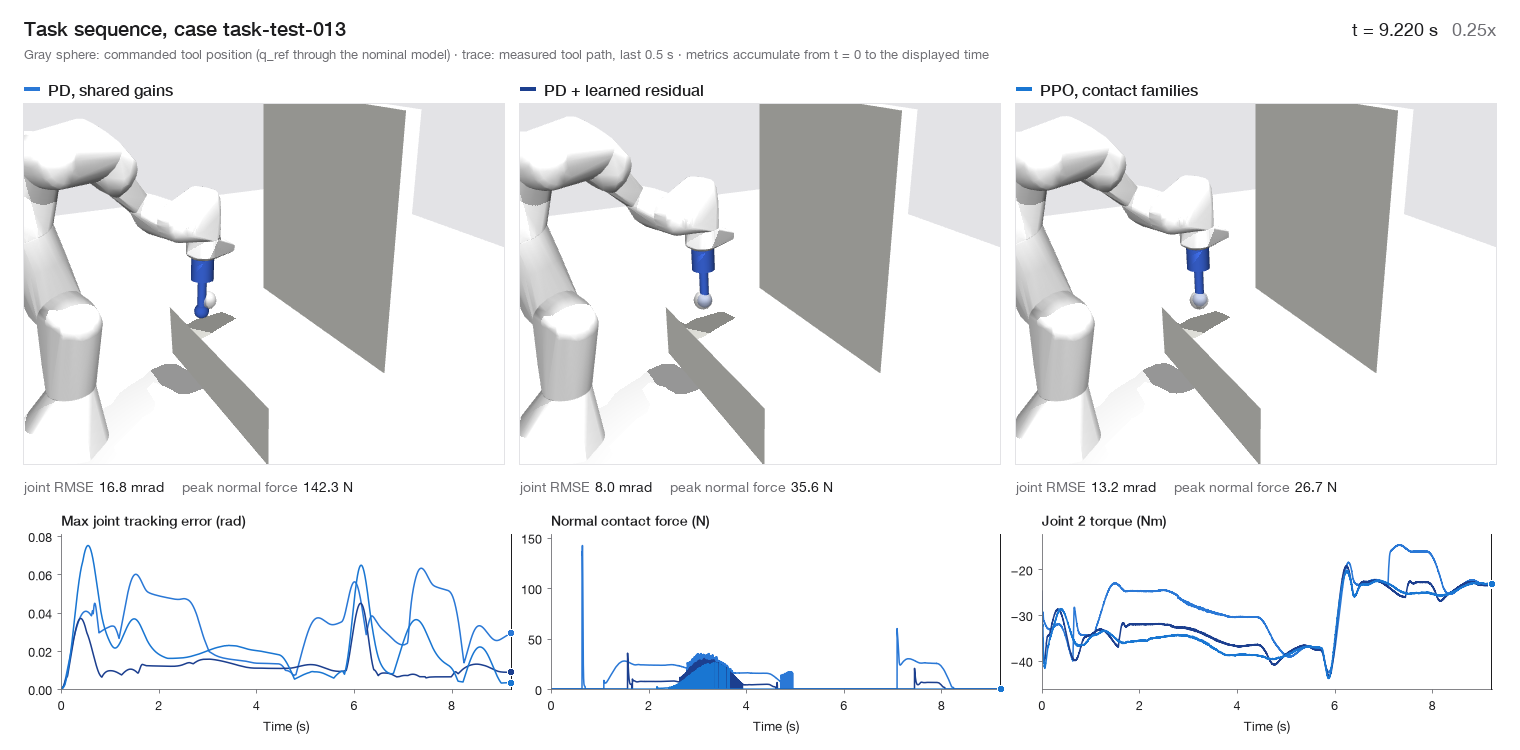 Task sequence, case task-test-013
t = 9.220 s 0.25x
Gray sphere: commanded tool position (q_ref through the nominal model) · trace: measured tool path, last 0.5 s · metrics accumulate from t = 0 to the displayed time
PD, shared gains
PD + learned residual
PPO, contact families
joint RMSE 16.8 mrad peak normal force 142.3 N
joint RMSE 8.0 mrad peak normal force 35.6 N
joint RMSE 13.2 mrad peak normal force 26.7 N
Max joint tracking error (rad)
0.08
0.06
0.04
0.02
0.00
0 2 4 6 8
Time (s)
Normal contact force (N)
150
100
50
0
0 2 4 6 8
Time (s)
Joint 2 torque (Nm)
−20
−30
−40
0 2 4 6 8
Time (s)